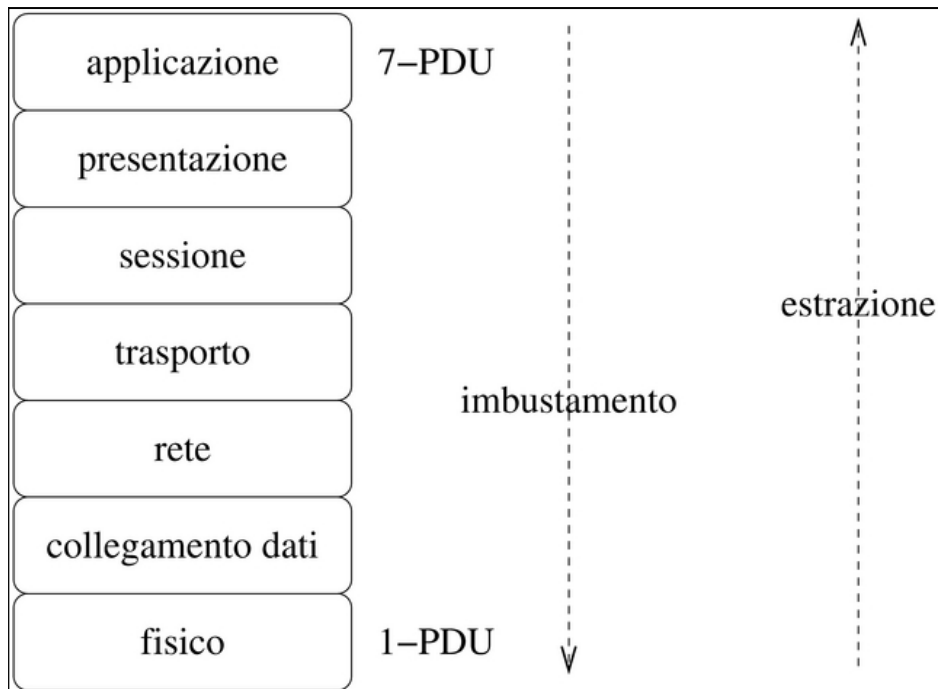 applicazione 7−PDU
presentazione
sessione
estrazione
trasporto
imbustamento
rete
collegamento dati
fisico 1−PDU